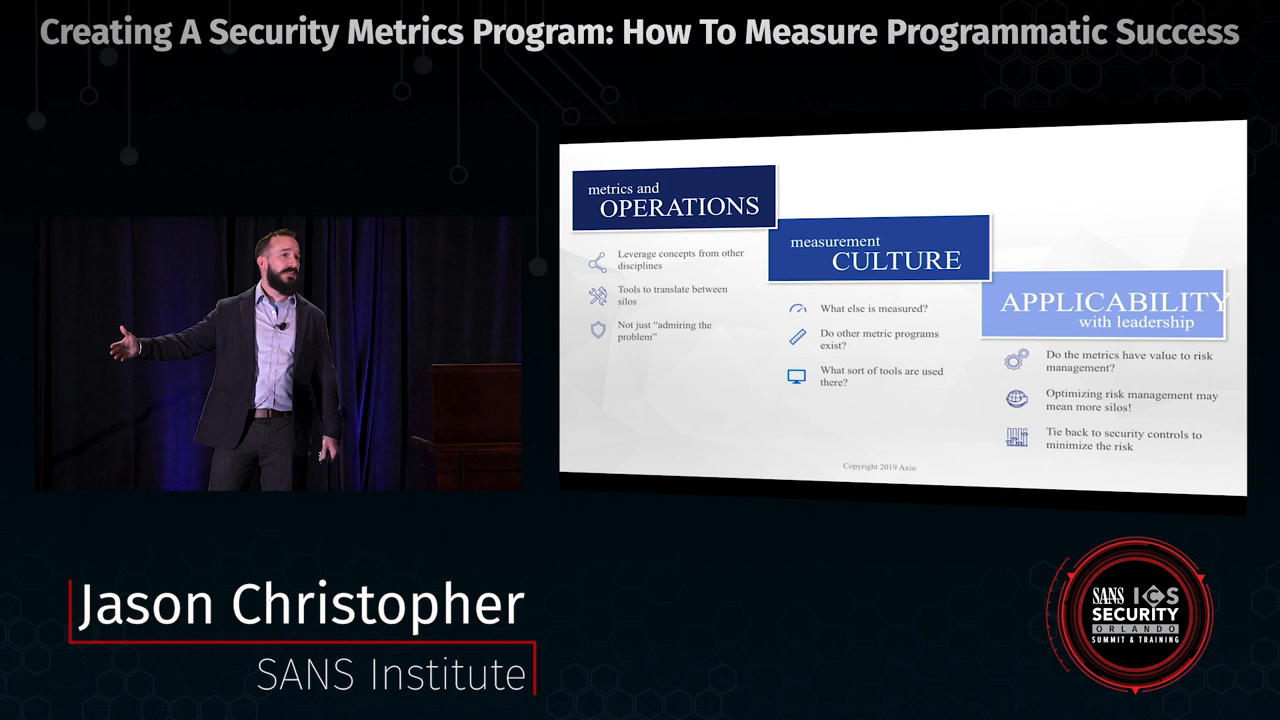 Creating A Security Metrics Program: How To Measure Programmatic Success
metrics and
OPERATIONS
Leverage concepts from other
disciplines
Tools to translate between
silos
Not just “admiring the
problem”
measurement
CULTURE
What else is measured?
Do other metric programs
exist?
What sort of tools are used
there?
APPLICABILITY
with leadership
Do the metrics have value to risk
management?
Optimizing risk management may
mean more silos!
Tie back to security controls to
minimize the risk
Copyright 2019 Axio
Jason Christopher
SANS Institute
SANS ICS
SECURITY
ORLANDO
SUMMIT & TRAINING